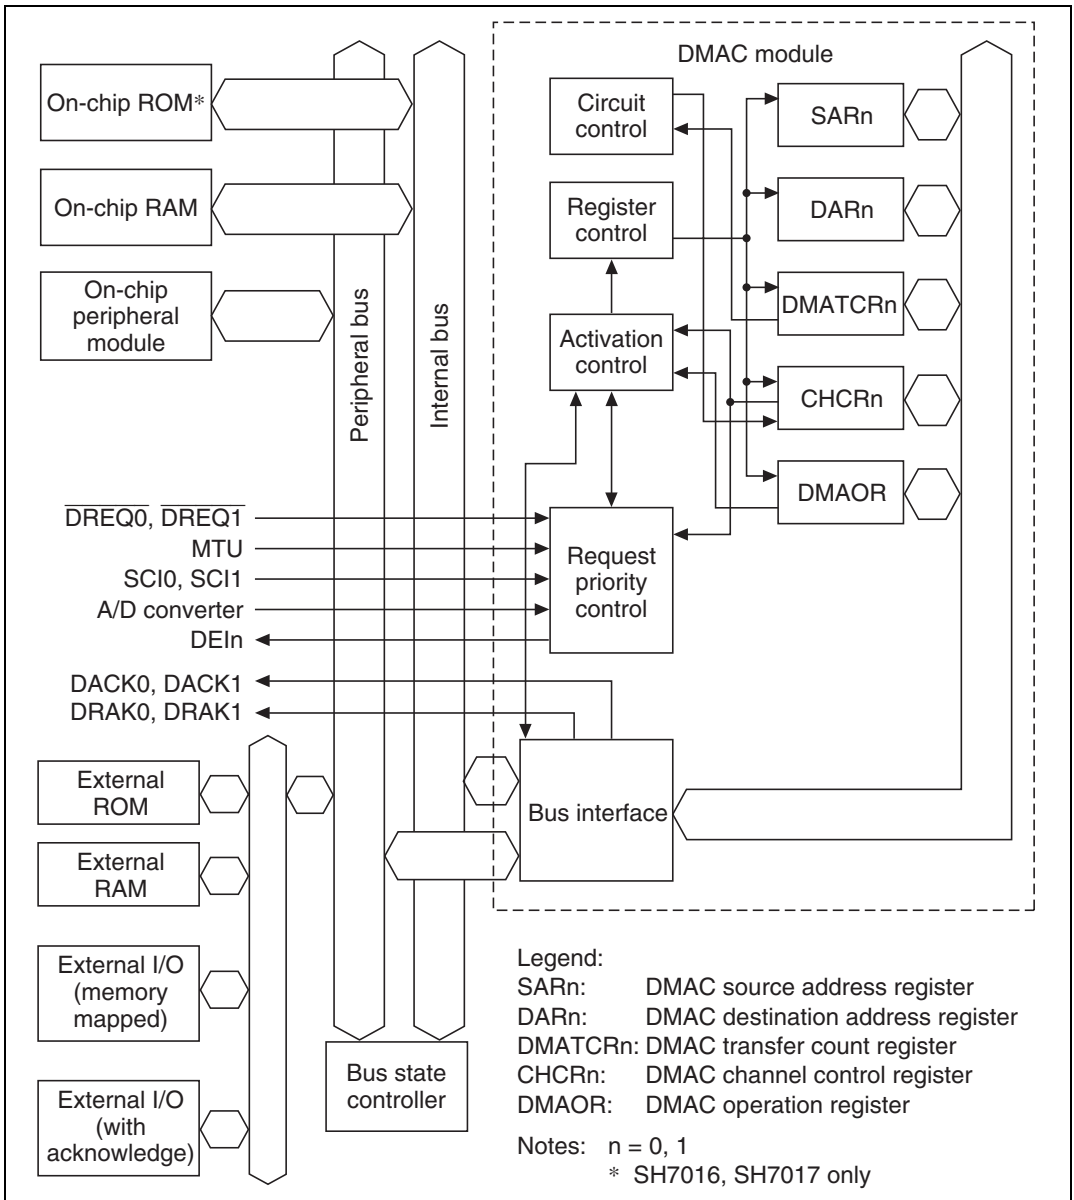 DMAC module
On-chip ROM*
On-chip RAM
On-chip
peripheral
module
Peripheral bus
Internal bus
Circuit
control
Register
control
Activation
control
Request
priority
control
SARn
DARn
DMATCRn
CHCRn
DMAOR
DREQ0, DREQ1
MTU
SCI0, SCI1
A/D converter
DEIn
DACK0, DACK1
DRAK0, DRAK1
External
ROM
External
RAM
External I/O
(memory
mapped)
External I/O
(with
acknowledge)
Bus interface
Bus state
controller
Legend:
SARn: DMAC source address register
DARn: DMAC destination address register
DMATCRn: DMAC transfer count register
CHCRn: DMAC channel control register
DMAOR: DMAC operation register
Notes: n = 0, 1
* SH7016, SH7017 only